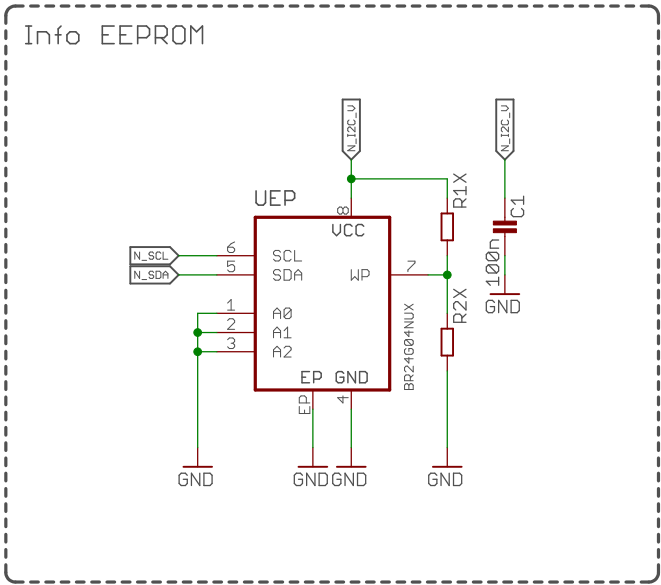 Info EEPROM
N_I2C_V
N_I2C_V
R1X
C1
UEP
8
VCC
N_SCL
6
SCL
N_SDA
5
SDA
WP
7
100n
GND
1
A0
2
A1
3
A2
R2X
BR24G04NUX
EP
GND
EP
4
GND
GND
GND
GND